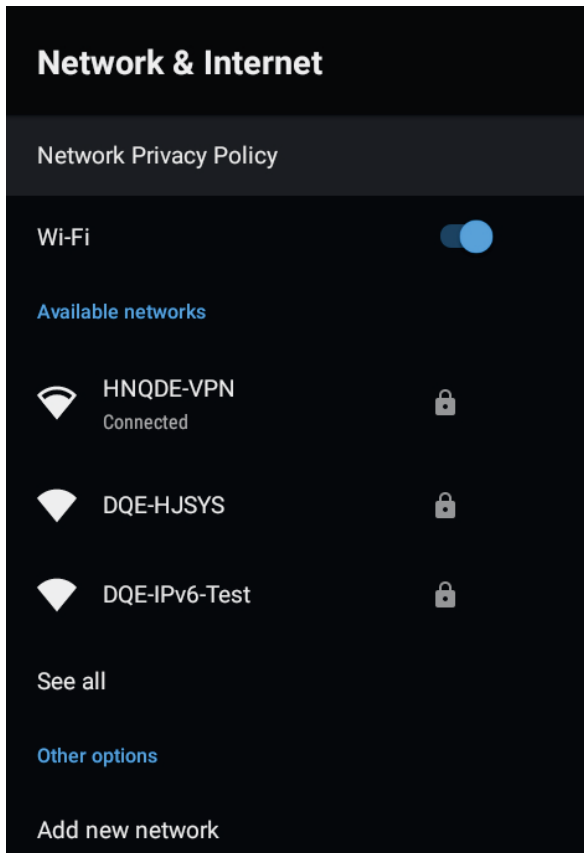 Network & Internet
Network Privacy Policy
Wi-Fi
Available networks
HNQDE-VPN
Connected
DQE-HJSYS
DQE-IPv6-Test
See all
Other options
Add new network